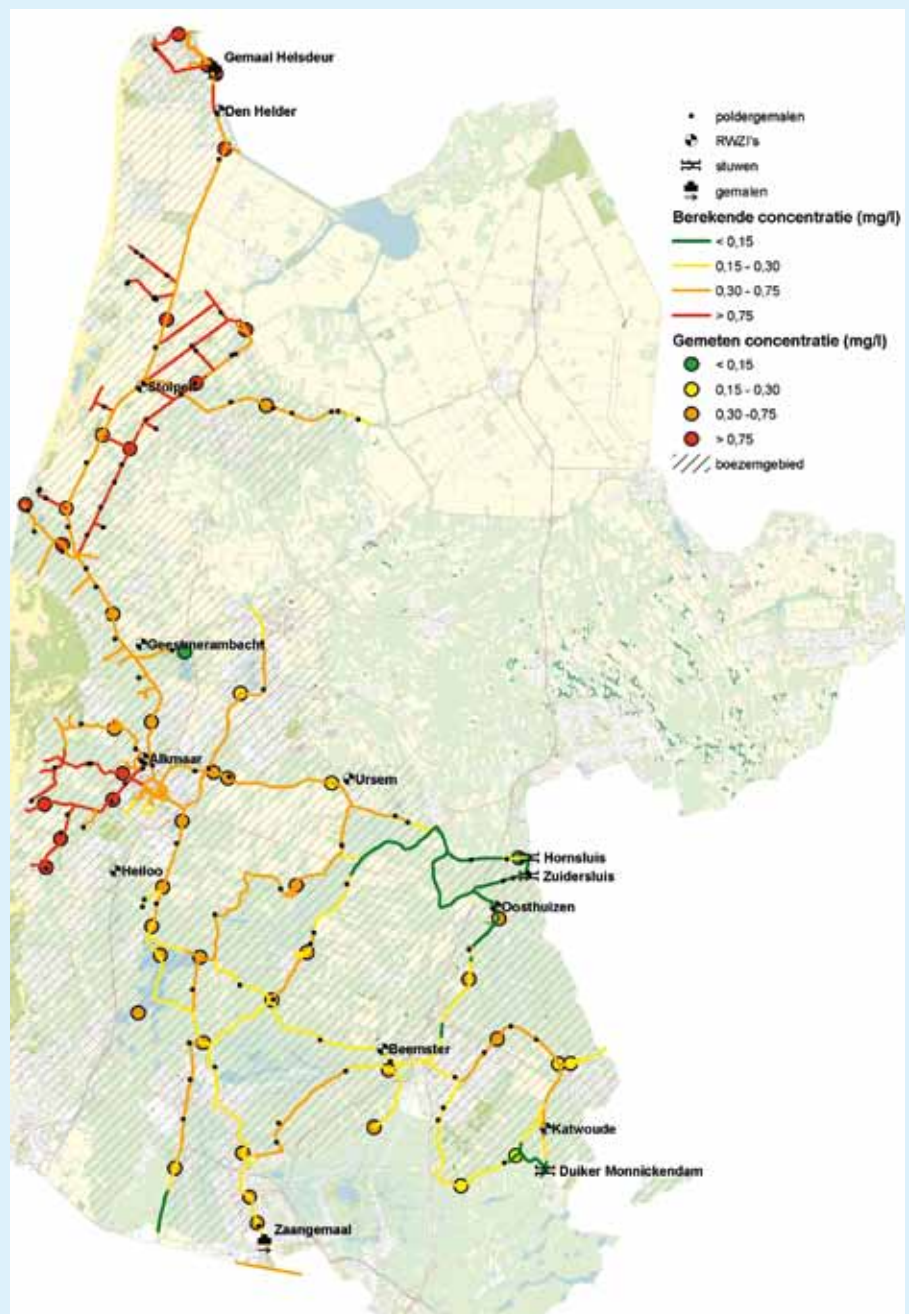 Gemaal Helsdeur
Den Helder
poldergemalen
RWZI's
stuwen
gemalen
Berekende concentratie (mg/l)
< 0,15
0,15 - 0,30
0,30 - 0,75
> 0,75
Gemeten concentratie (mg/l)
< 0,15
0,15 - 0,30
0,30 -0,75
> 0,75
boezemgebied
Stolpen
Geestmerambacht
Alkmaar
Ursem
Hornsluis
Heiloo
Zuidersluis
Oosthuizen
Beemster
Katwoude
Duiker Monnickendam
Zaangemaal